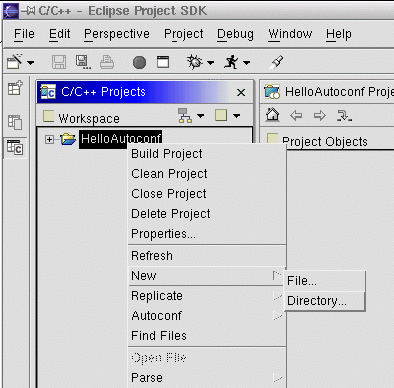 C/C++ - Eclipse Project SDK
File Edit Perspective Project Debug Window Help
C/C++ Projects
HelloAutoconf Proj
Workspace
HelloAutoconf
Project Objects
Build Project
Clean Project
Close Project
Delete Project
Properties...
Refresh
New
File...
Directory...
Replicate
Autoconf
Find Files
Open File
Parse